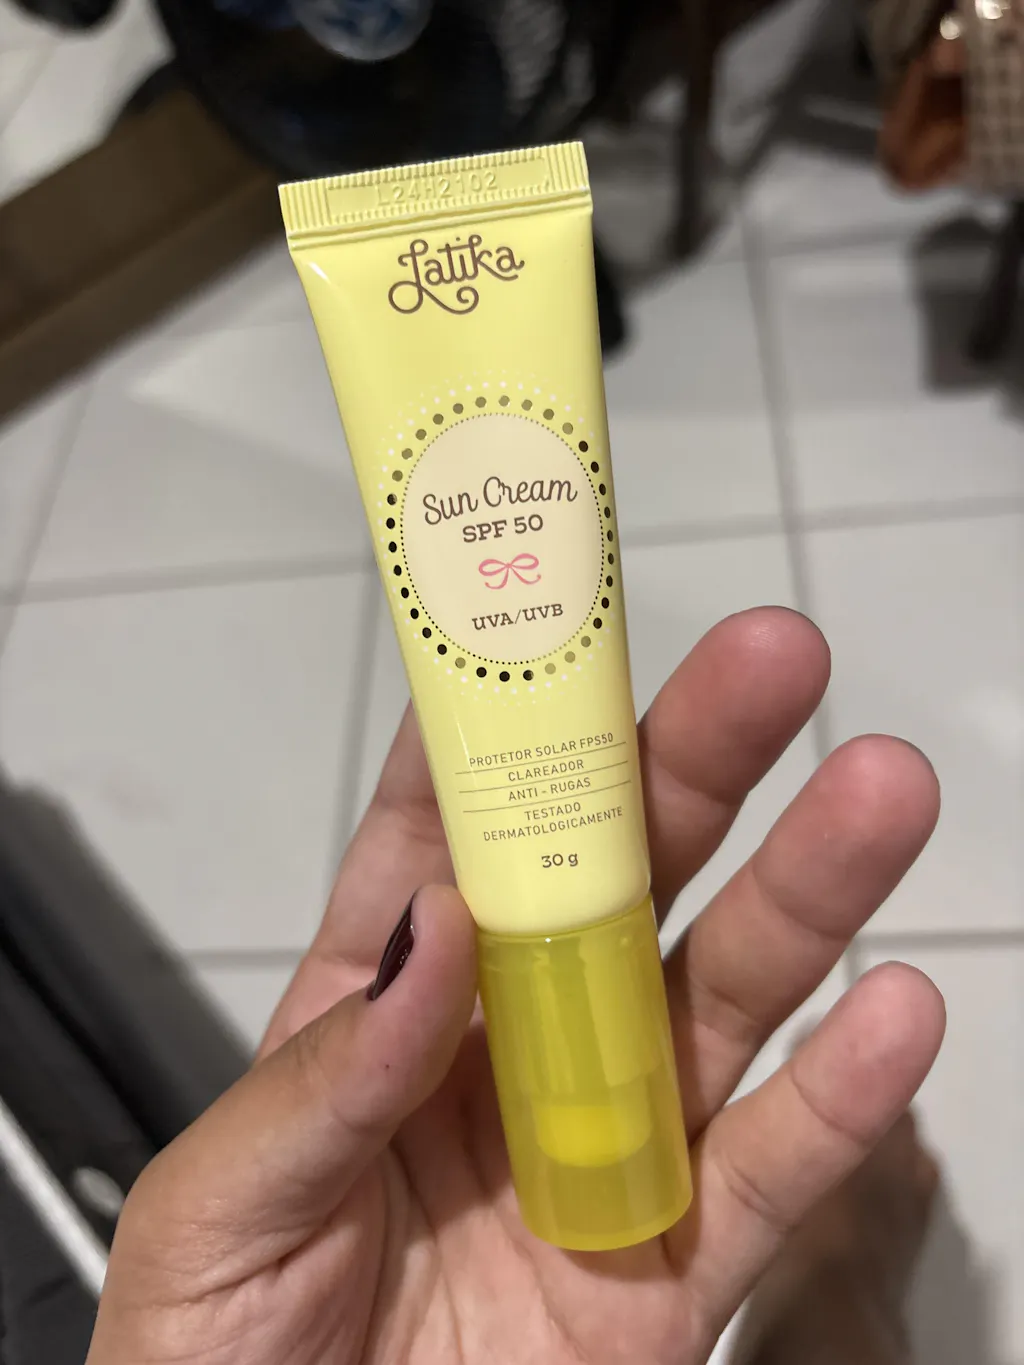 L24H2102
Latika
Sun Cream
SPF 50
UVA/UVB
PROTETOR SOLAR FPS50
CLAREADOR
ANTI - RUGAS
TESTADO
DERMATOLOGICAMENTE
30 g